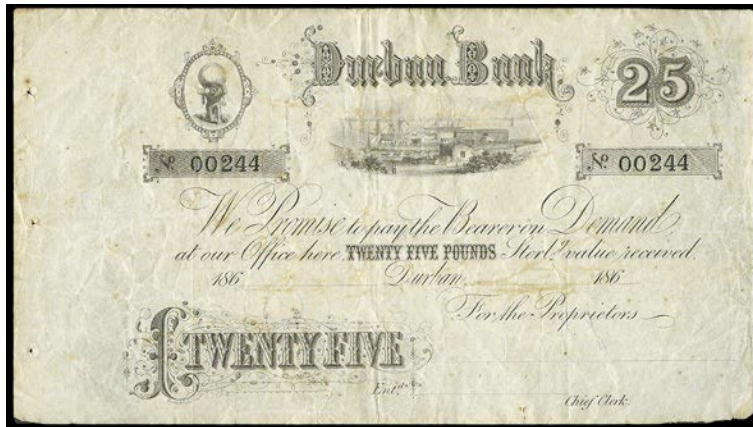 Durban Bank 25
No. 00244 No. 00244
We Promise to pay the Bearer on Demand
at our Office here TWENTY FIVE POUNDS Sterlg. value received.
186 Durban, 186
For the Proprietors
£TWENTY FIVE
Entd.
Chief Clerk.